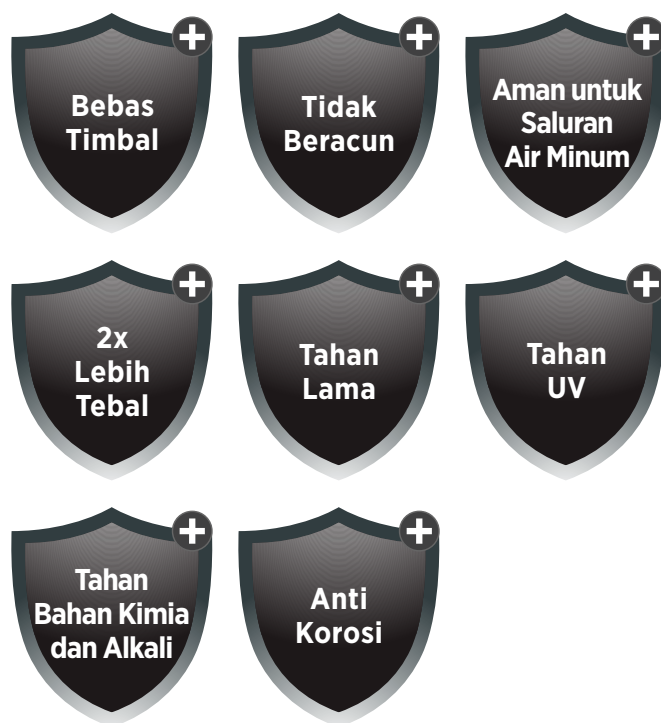 Bebas
Timbal
Tidak
Beracun
Aman untuk
Saluran
Air Minum
2x
Lebih
Tebal
Tahan
Lama
Tahan
UV
Tahan
Bahan Kimia
dan Alkali
Anti
Korosi